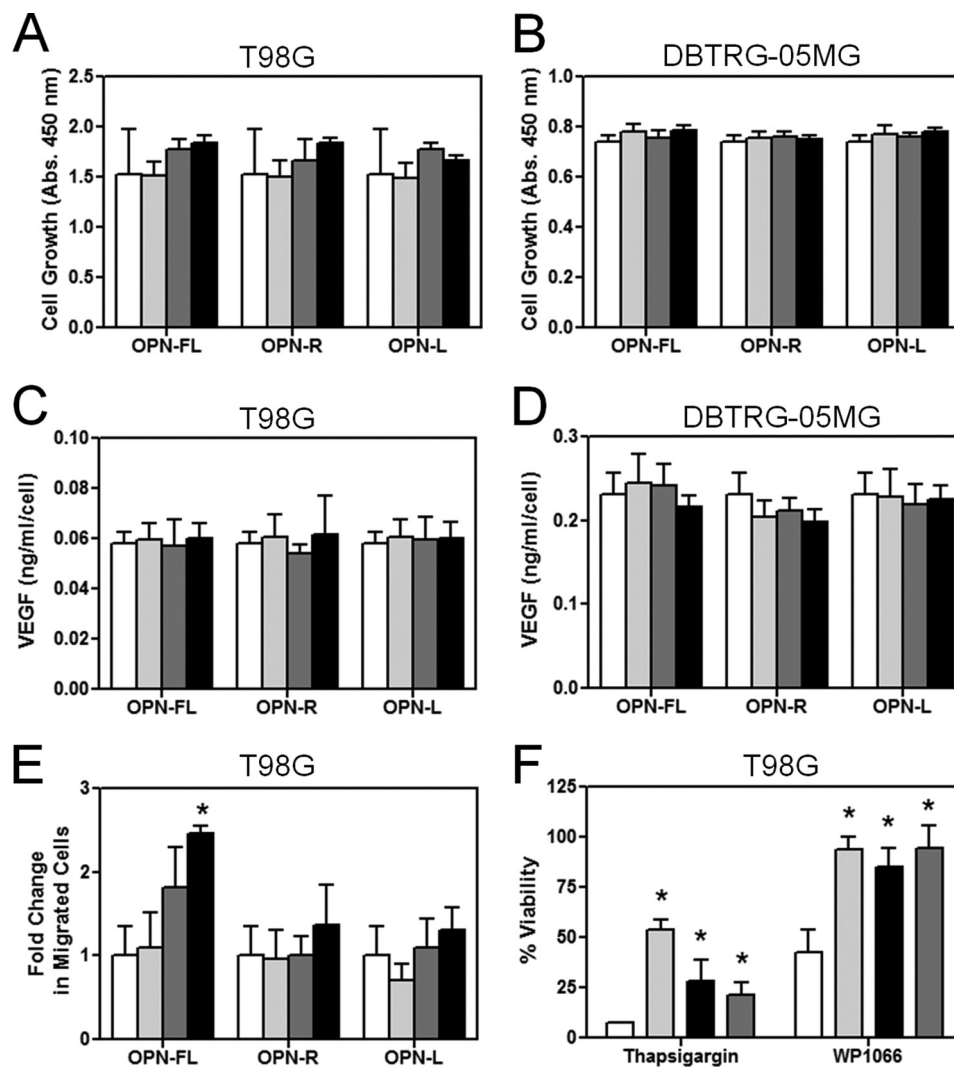 A
T98G
Cell Growth (Abs. 450 nm)
2.5
2.0
1.5
1.0
0.5
0.0
OPN-FL OPN-R OPN-L
B
DBTRG-05MG
Cell Growth (Abs. 450 nm)
1.0
0.8
0.6
0.4
0.2
0.0
OPN-FL OPN-R OPN-L
C
T98G
VEGF (ng/ml/cell)
0.10
0.08
0.06
0.04
0.02
0.00
OPN-FL OPN-R OPN-L
D
DBTRG-05MG
VEGF (ng/ml/cell)
0.3
0.2
0.1
0.0
OPN-FL OPN-R OPN-L
E
T98G
Fold Change
in Migrated Cells
3
2
1
0
*
OPN-FL OPN-R OPN-L
F
T98G
% Viability
125
100
75
50
25
0
* * * * * *
Thapsigargin WP1066